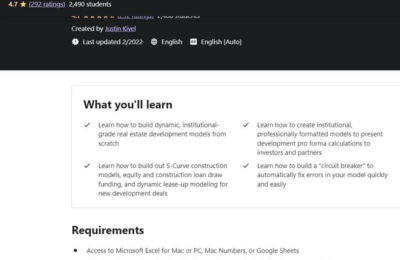 4.7 ★ (292 ratings) 2,490 students
Created by Justin Kivel
Last updated 2/2022 English English [Auto]
What you'll learn
Learn how to build dynamic, institutional-
grade real estate development models from
scratch
Learn how to create institutional,
professionally formatted models to present
development pro forma calculations to
investors and partners
Learn how to build out S-Curve construction
models, equity and construction loan draw
funding, and dynamic lease-up modeling for
new development deals
Learn how to build a "circuit breaker" to
automatically fix errors in your model quickly
and easily
Requirements
Access to Microsoft Excel for Mac or PC, Mac Numbers, or Google Sheets